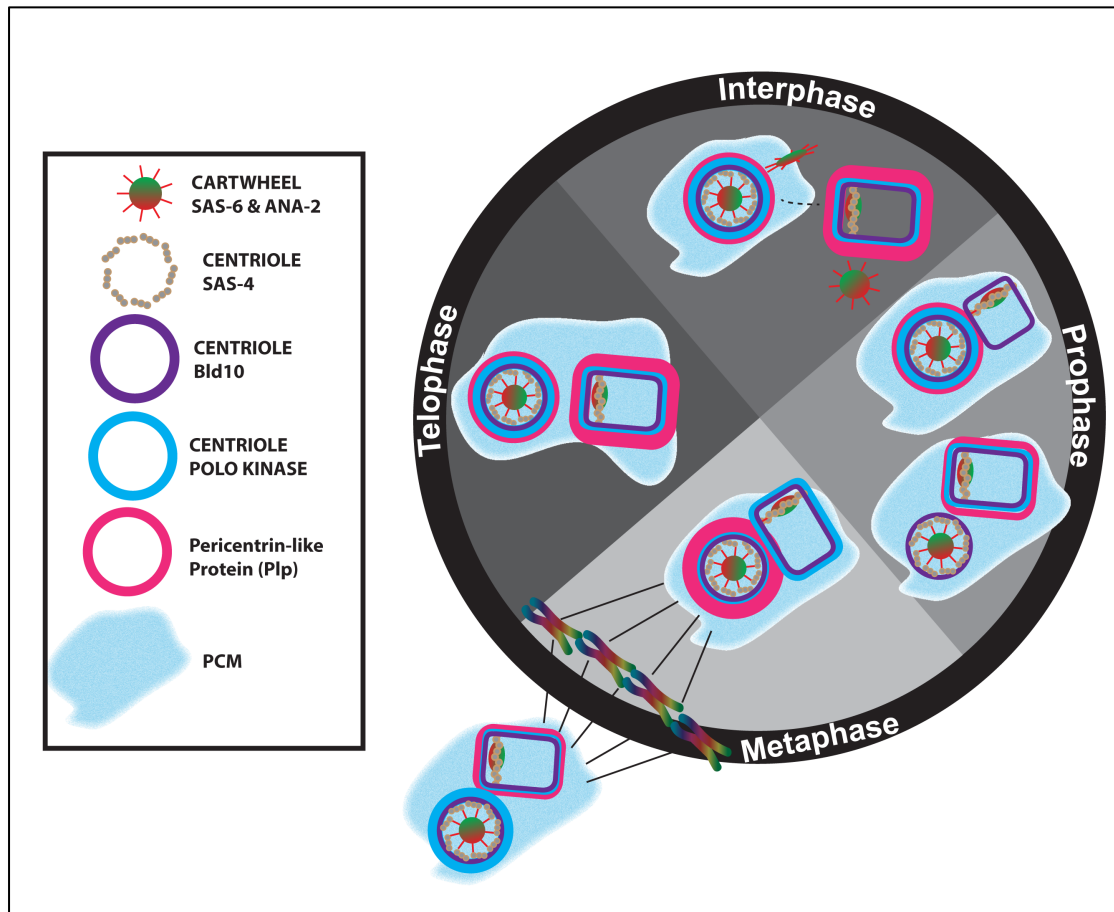 CARTWHEEL
SAS-6 & ANA-2
CENTRIOLE
SAS-4
CENTRIOLE
Bld10
CENTRIOLE
POLO KINASE
Pericentrin-like
Protein (Plp)
PCM
Interphase
Prophase
Metaphase
Telophase